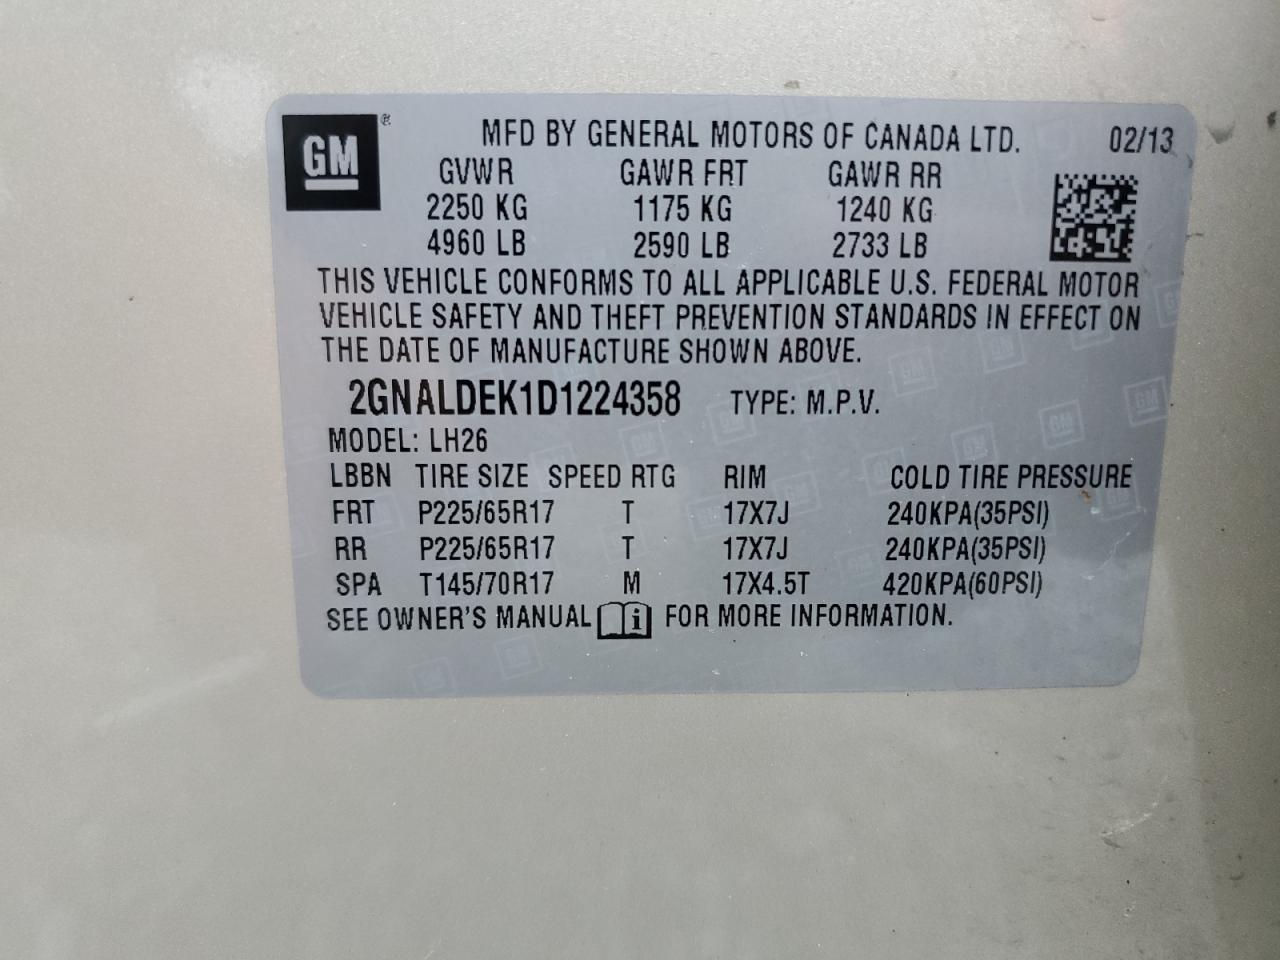 GM®
MFD BY GENERAL MOTORS OF CANADA LTD. 02/13
GVWR GAWR FRT GAWR RR
2250 KG 1175 KG 1240 KG
4960 LB 2590 LB 2733 LB
THIS VEHICLE CONFORMS TO ALL APPLICABLE U.S. FEDERAL MOTOR
VEHICLE SAFETY AND THEFT PREVENTION STANDARDS IN EFFECT ON
THE DATE OF MANUFACTURE SHOWN ABOVE.
2GNALDEK1D1224358 TYPE: M.P.V.
MODEL: LH26
LBBN TIRE SIZE SPEED RTG RIM COLD TIRE PRESSURE
FRT P225/65R17 T 17X7J 240KPA(35PSI)
RR P225/65R17 T 17X7J 240KPA(35PSI)
SPA T145/70R17 M 17X4.5T 420KPA(60PSI)
SEE OWNER'S MANUAL i FOR MORE INFORMATION.